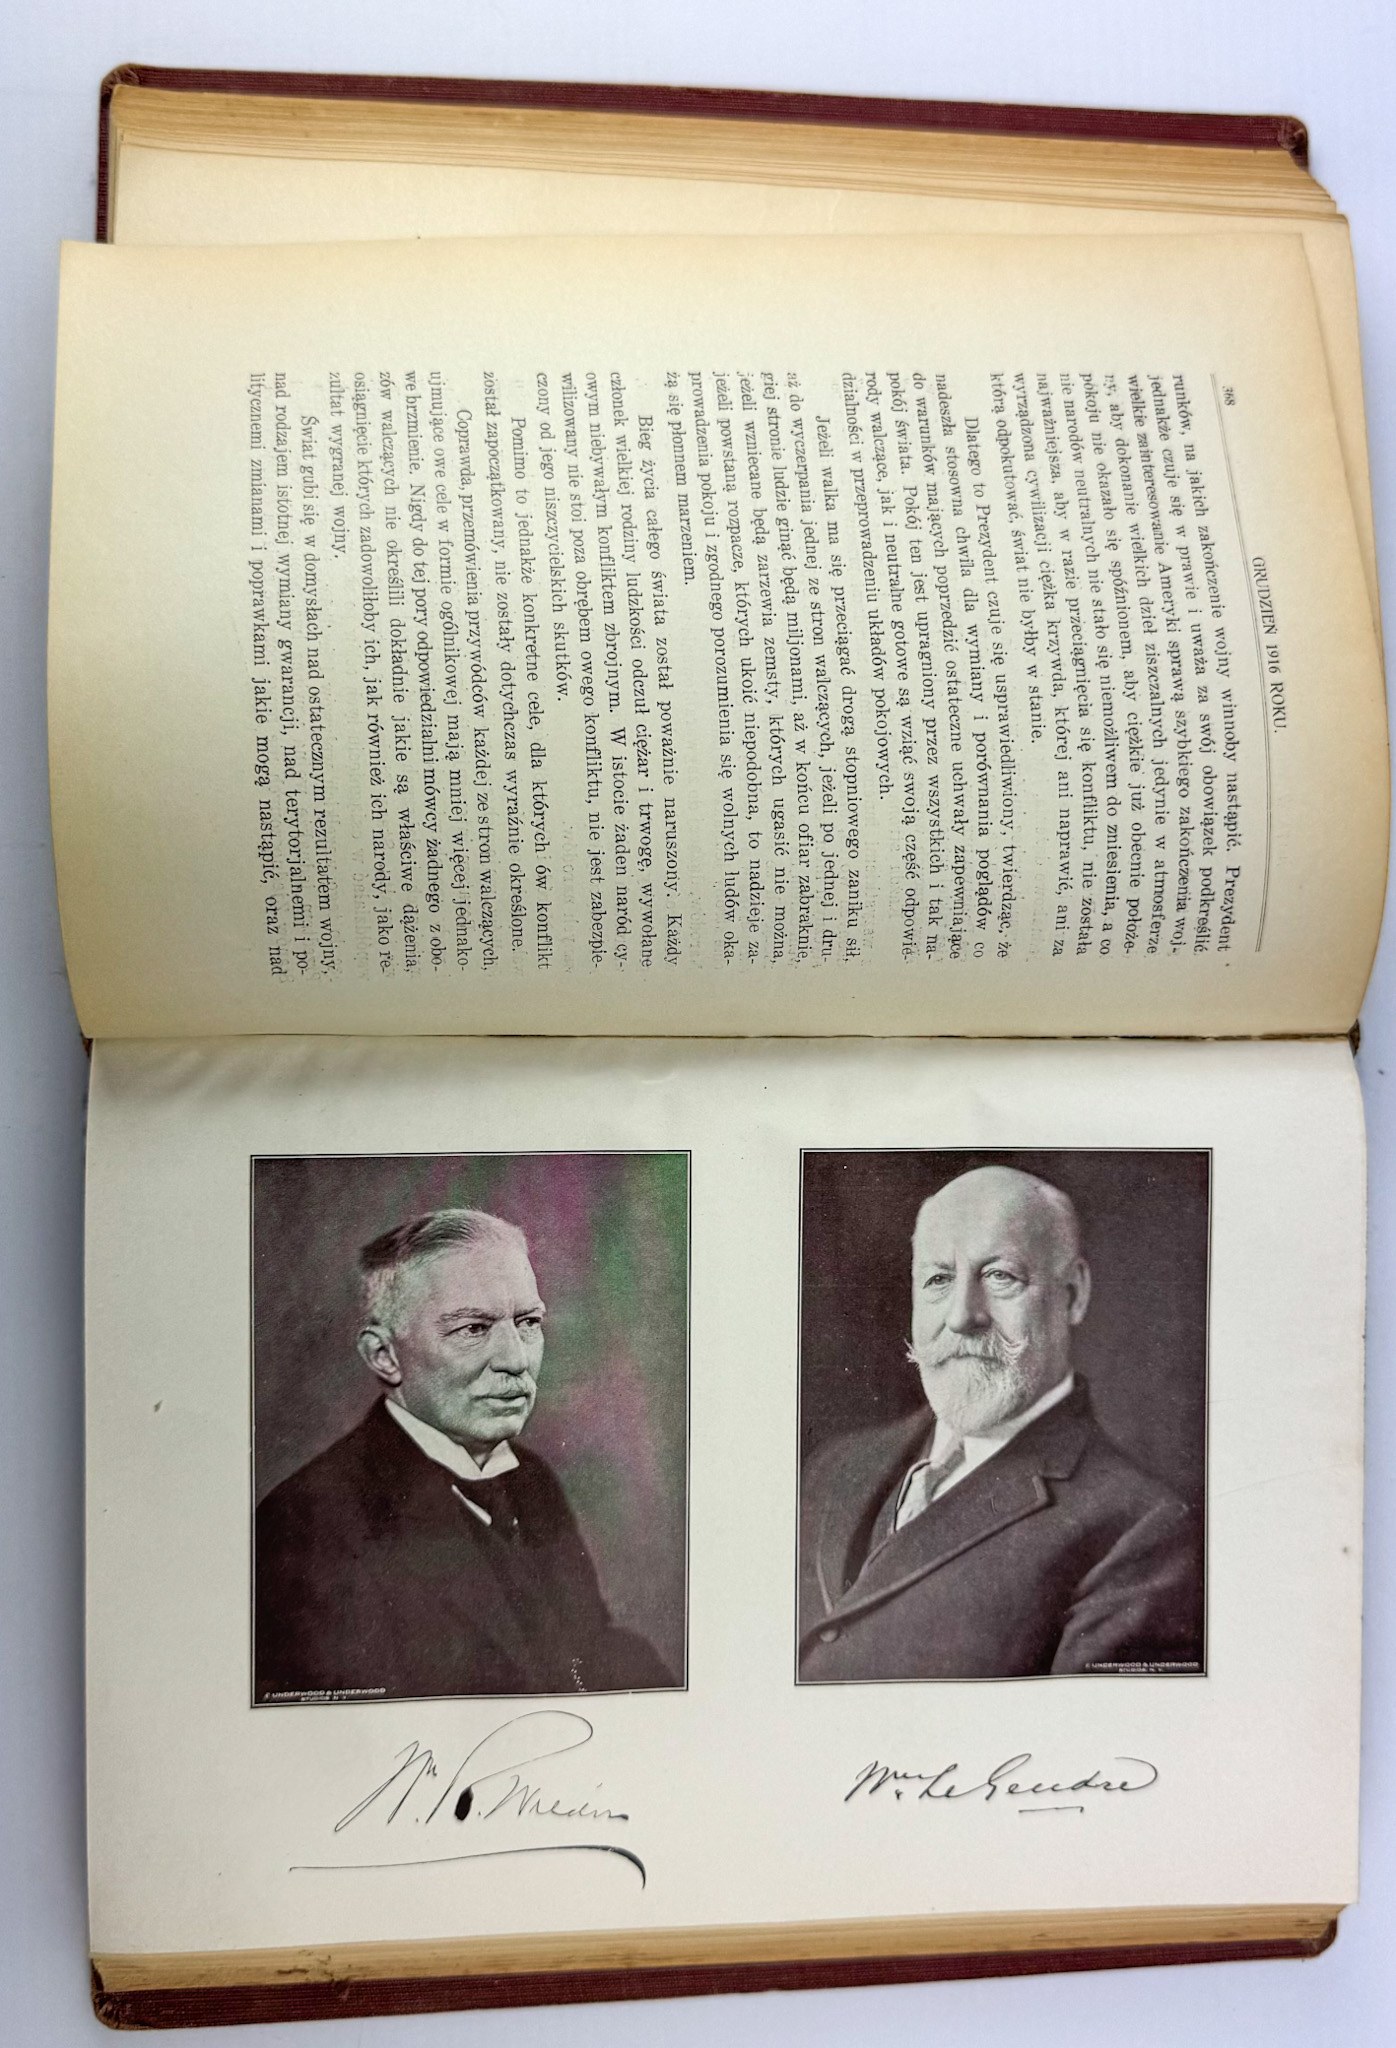 368
GRUDZIEŃ 1916 ROKU.
runków, na jakich zakończenie wojny winnoby nastąpić. Prezydent
jednakże czuje się w prawie i uważa za swój obowiązek podkreślić
wielkie zainteresowanie Ameryki sprawą szybkiego zakończenia woj-
ny, aby dokonanie wielkich dzieł ziszczalnych jedynie w atmosferze
pokoju nie okazało się spóźnionem, aby ciężkie już obecnie położe-
nie narodów neutralnych nie stało się niemożliwem do zniesienia, a co
najważniejsza, aby w razie przeciągnięcia się konfliktu, nie została
wyrządzona cywilizacji ciężka krzywda, której ani naprawić, ani za
którą odpokutować, świat nie byłby w stanie.
Dlatego to Prezydent czuje się usprawiedliwiony, twierdząc, że
nadeszła stosowna chwila dla wymiany i porównania poglądów co
do warunków mających poprzedzić ostateczne uchwały zapewniające
pokój świata. Pokój ten jest upragniony przez wszystkich i tak na-
rody walczące, jak i neutralne gotowe są wziąć swoją część odpowie-
dzialności w przeprowadzeniu układów pokojowych.
Jeżeli walka ma się przeciągać drogą stopniowego zaniku sił,
aż do wyczerpania jednej ze stron walczących, jeżeli po jednej i dru-
giej stronie ludzie ginąć będą miljonami, aż w końcu ofiar zabraknie,
jeżeli wzniecane będą zarzewia zemsty, których ugasić nie można,
jeżeli powstaną rozpacze, których ukoić niepodobna, to nadzieje za-
prowadzenia pokoju i zgodnego porozumienia się wolnych ludów oka-
żą się płonnem marzeniem.
Bieg życia całego świata został poważnie naruszony. Każdy
członek wielkiej rodziny ludzkości odczuł ciężar i trwogę, wywołane
owym niebywałym konfliktem zbrojnym. W istocie żaden naród cy-
wilizowany nie stoi poza obrębem owego konfliktu, nie jest zabezpie-
czony od jego niszczycielskich skutków.
Pomimo to jednakże konkretne cele, dla których ów konflikt
został zapoczątkowany, nie zostały dotychczas wyraźnie określone.
Coprawda, przemówienia przywódców każdej ze stron walczących,
ujmujące owe cele w formie ogólnikowej mają mniej więcej jednako-
we brzmienie. Nigdy do tej pory odpowiedzialni mówcy żadnego z obo-
zów walczących nie określili dokładnie jakie są właściwe dążenia,
osiągnięcie których zadowoliłoby ich, jak również ich narody, jako re-
zultat wygranej wojny.
Świat gubi się w domysłach nad ostatecznym rezultatem wojny,
nad rodzajem istotnej wymiany gwarancji, nad terytorjalnemi i po-
litycznemi zmianami i poprawkami jakie mogą nastąpić, oraz nad
© UNDERWOOD & UNDERWOOD
STUDIOS N. Y.
© UNDERWOOD & UNDERWOOD
STUDIOS N. Y.
Wm. R.
Wm. Le Gendre